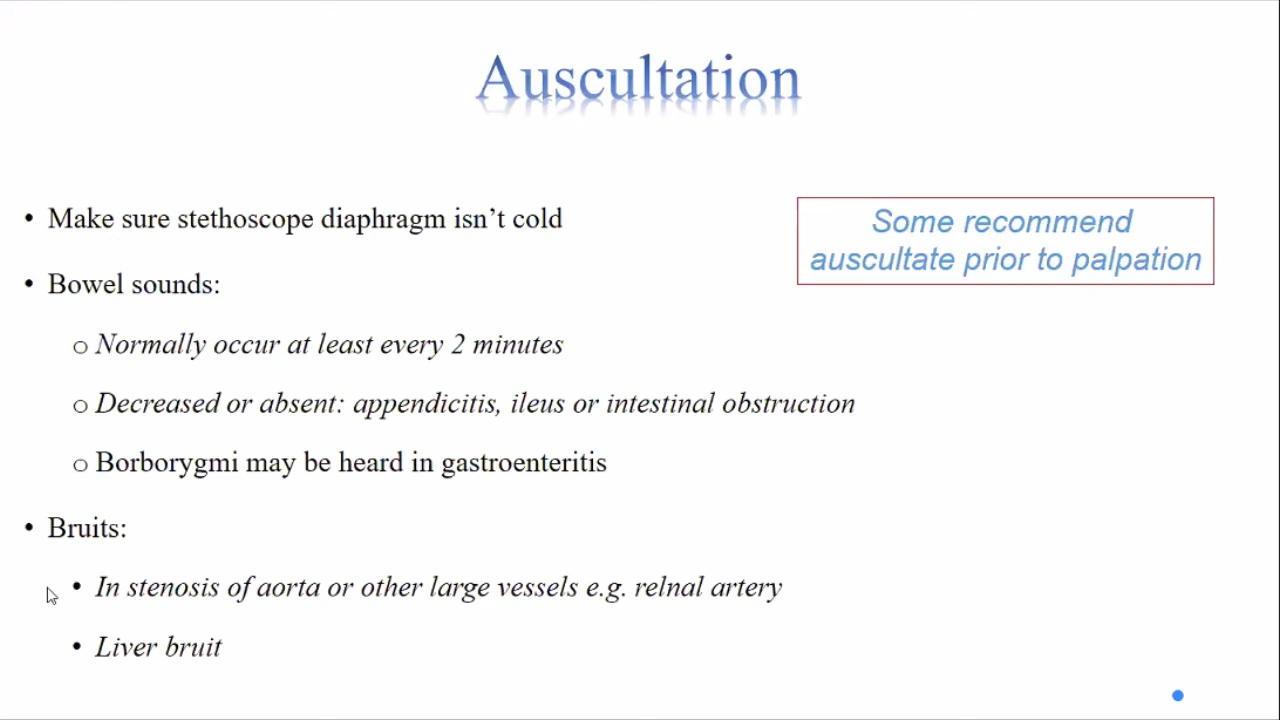 Auscultation
• Make sure stethoscope diaphragm isn’t cold
Some recommend
auscultate prior to palpation
• Bowel sounds:
o Normally occur at least every 2 minutes
o Decreased or absent: appendicitis, ileus or intestinal obstruction
o Borborygmi may be heard in gastroenteritis
• Bruits:
• In stenosis of aorta or other large vessels e.g. relnal artery
• Liver bruit